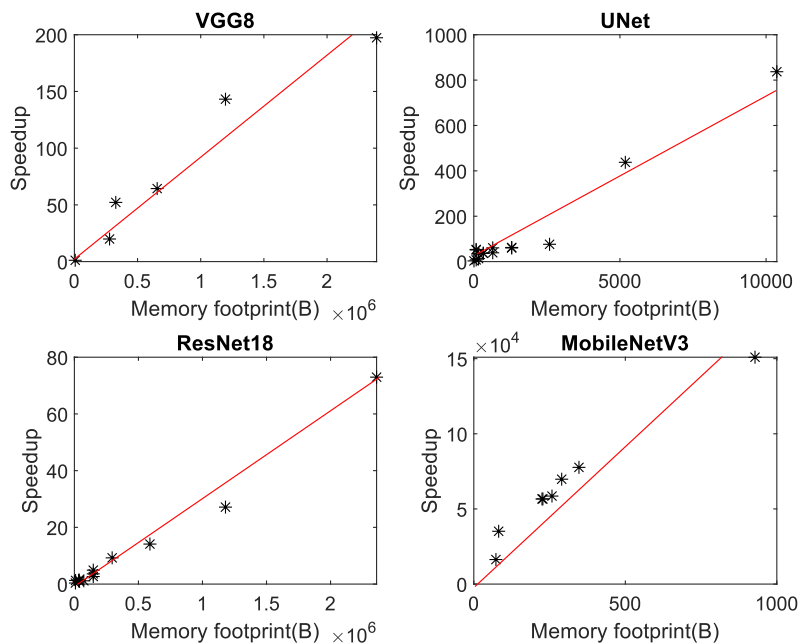 VGG8
200
150
100
50
0
Speedup
0 0.5 1 1.5 2
Memory footprint(B) ×10^6
UNet
1000
800
600
400
200
0
Speedup
0 5000 10000
Memory footprint(B)
ResNet18
80
60
40
20
0
Speedup
0 0.5 1 1.5 2
Memory footprint(B) ×10^6
×10^4 MobileNetV3
15
10
5
0
Speedup
0 500 1000
Memory footprint(B)